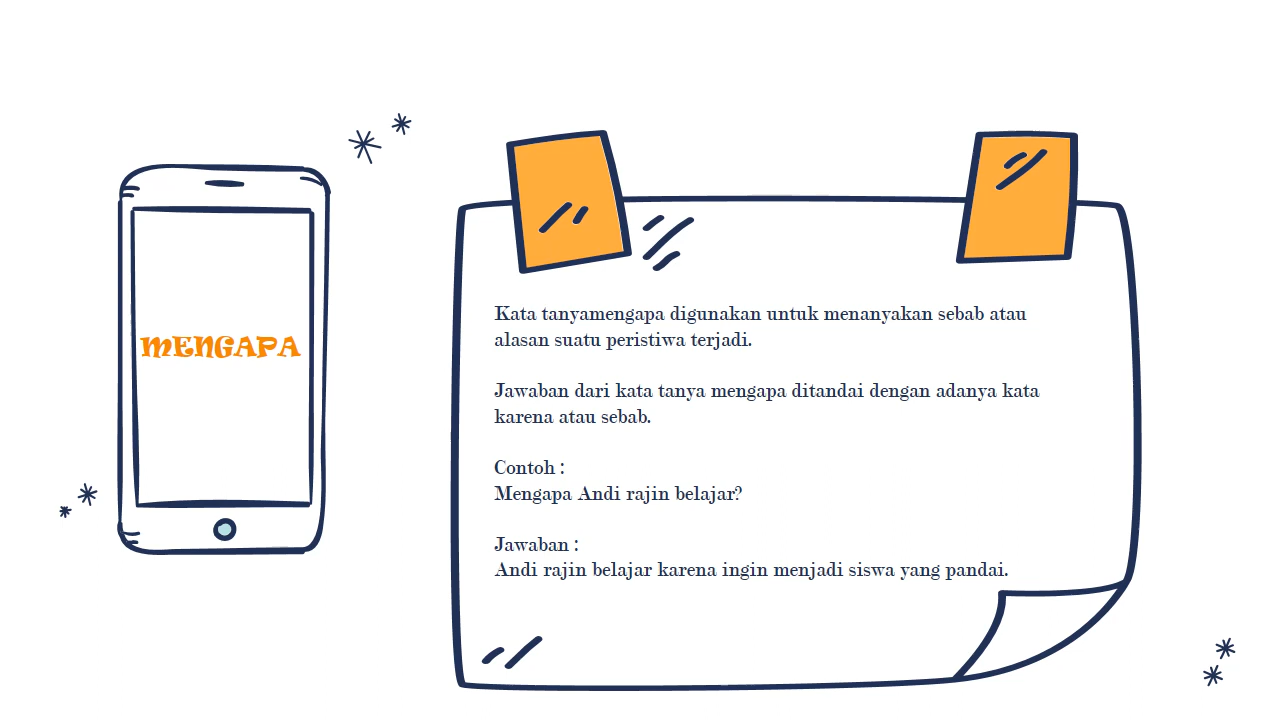 MENGAPA
Kata tanyamengapa digunakan untuk menanyakan sebab atau
alasan suatu peristiwa terjadi.
Jawaban dari kata tanya mengapa ditandai dengan adanya kata
karena atau sebab.
Contoh :
Mengapa Andi rajin belajar?
Jawaban :
Andi rajin belajar karena ingin menjadi siswa yang pandai.